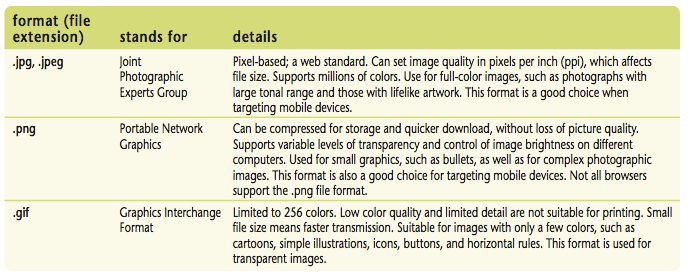 format (file
extension) stands for details
.jpg, .jpeg Joint Pixel-based; a web standard. Can set image quality in pixels per inch (ppi), which affects
Photographic file size. Supports millions of colors. Use for full-color images, such as photographs with
Experts Group large tonal range and those with lifelike artwork. This format is a good choice when
targeting mobile devices.
.png Portable Network Can be compressed for storage and quicker download, without loss of picture quality.
Graphics Supports variable levels of transparency and control of image brightness on different
computers. Used for small graphics, such as bullets, as well as for complex photographic
images. This format is also a good choice for targeting mobile devices. Not all browsers
support the .png file format.
.gif Graphics Interchange Limited to 256 colors. Low color quality and limited detail are not suitable for printing. Small
Format file size means faster transmission. Suitable for images with only a few colors, such as
cartoons, simple illustrations, icons, buttons, and horizontal rules. This format is used for
transparent images.